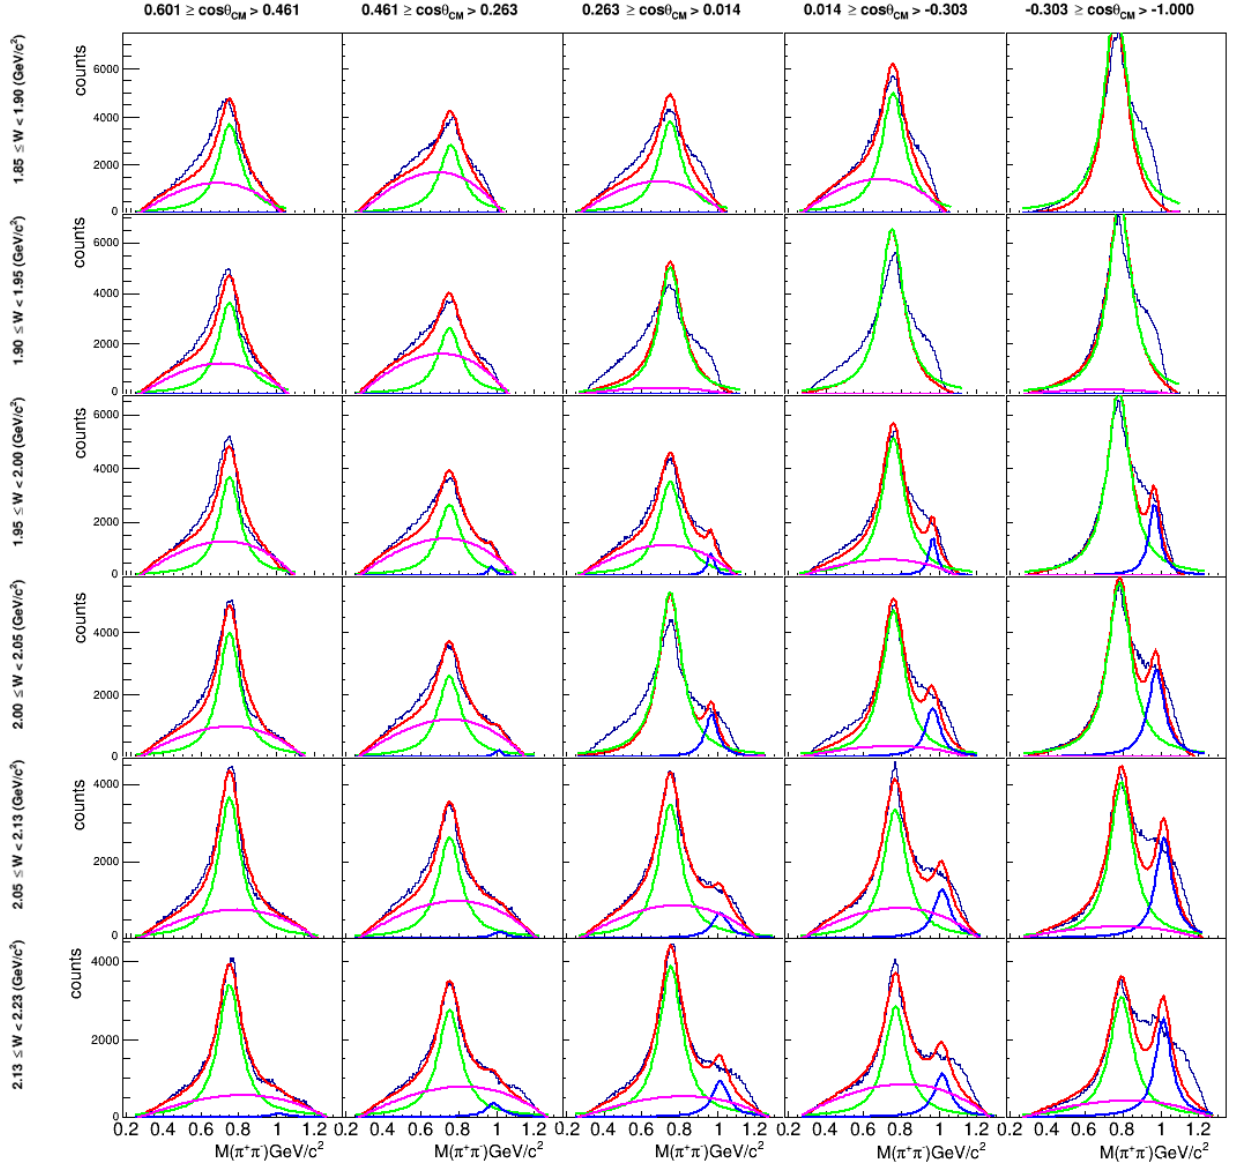 0.601 ≥ cosθCM > 0.461 0.461 ≥ cosθCM > 0.263 0.263 ≥ cosθCM > 0.014 0.014 ≥ cosθCM > -0.303 -0.303 ≥ cosθCM > -1.000
1.85 ≤ W < 1.90 (GeV/c²)
counts
6000
4000
2000
0
1.90 ≤ W < 1.95 (GeV/c²)
counts
6000
4000
2000
0
1.95 ≤ W < 2.00 (GeV/c²)
counts
6000
4000
2000
0
2.00 ≤ W < 2.05 (GeV/c²)
counts
4000
2000
0
2.05 ≤ W < 2.13 (GeV/c²)
counts
4000
2000
0
2.13 ≤ W < 2.23 (GeV/c²)
counts
4000
2000
0
0.2 0.4 0.6 0.8 1 1.2 0.2 0.4 0.6 0.8 1 1.2 0.2 0.4 0.6 0.8 1 1.2 0.2 0.4 0.6 0.8 1 1.2 0.2 0.4 0.6 0.8 1 1.2
M(π⁺π⁻)GeV/c² M(π⁺π⁻)GeV/c² M(π⁺π⁻)GeV/c² M(π⁺π⁻)GeV/c² M(π⁺π⁻)GeV/c²